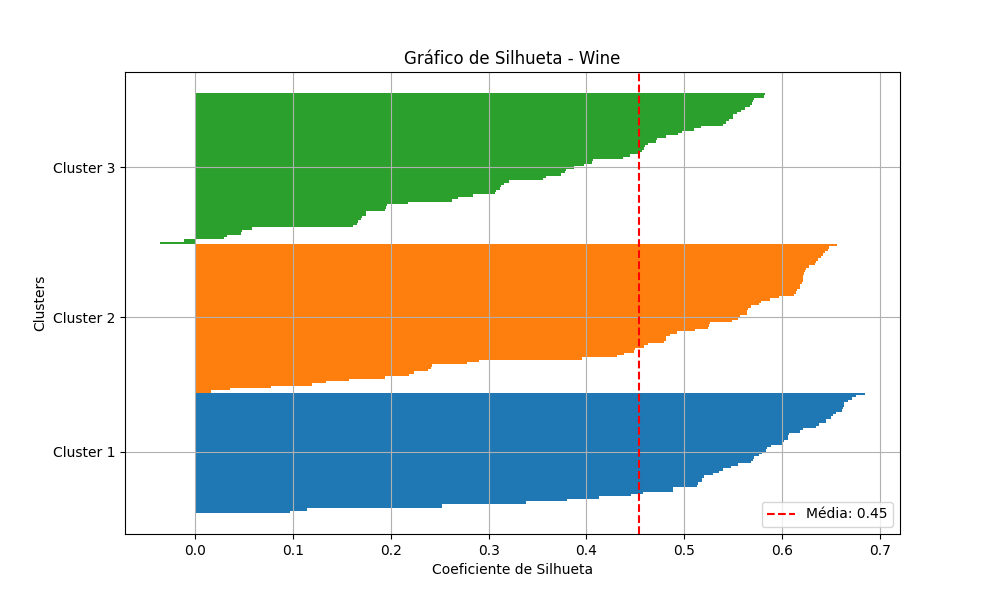 Gráfico de Silhueta - Wine
Clusters
Cluster 3
Cluster 2
Cluster 1
Média: 0.45
0.0 0.1 0.2 0.3 0.4 0.5 0.6 0.7
Coeficiente de Silhueta